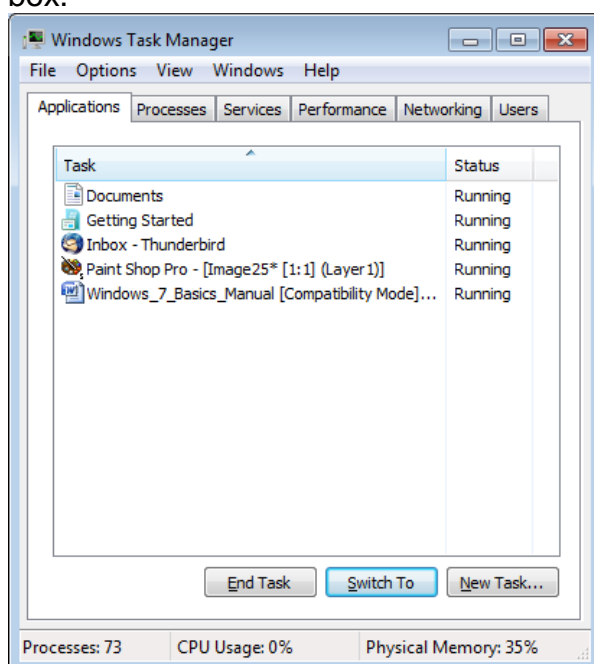 box.
Windows Task Manager
File Options View Windows Help
Applications Processes Services Performance Networking Users
Task Status
Documents Running
Getting Started Running
Inbox - Thunderbird Running
Paint Shop Pro - [Image25* [1:1] (Layer1)] Running
Windows_7_Basics_Manual [Compatibility Mode]... Running
End Task Switch To New Task...
Processes: 73 CPU Usage: 0% Physical Memory: 35%